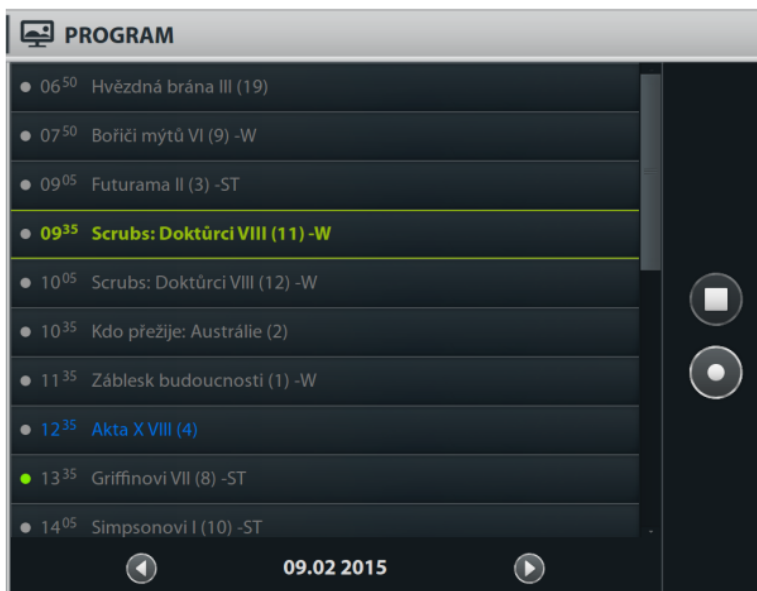 PROGRAM
06⁵⁰ Hvězdná brána III (19)
07⁵⁰ Bořiči mýtů VI (9) -W
09⁰⁵ Futurama II (3) -ST
09³⁵ Scrubs: Doktůrci VIII (11) -W
10⁰⁵ Scrubs: Doktůrci VIII (12) -W
10³⁵ Kdo přežije: Austrálie (2)
11³⁵ Záblesk budoucnosti (1) -W
12³⁵ Akta X VIII (4)
13³⁵ Griffinovi VII (8) -ST
14⁰⁵ Simpsonovi I (10) -ST
09.02 2015